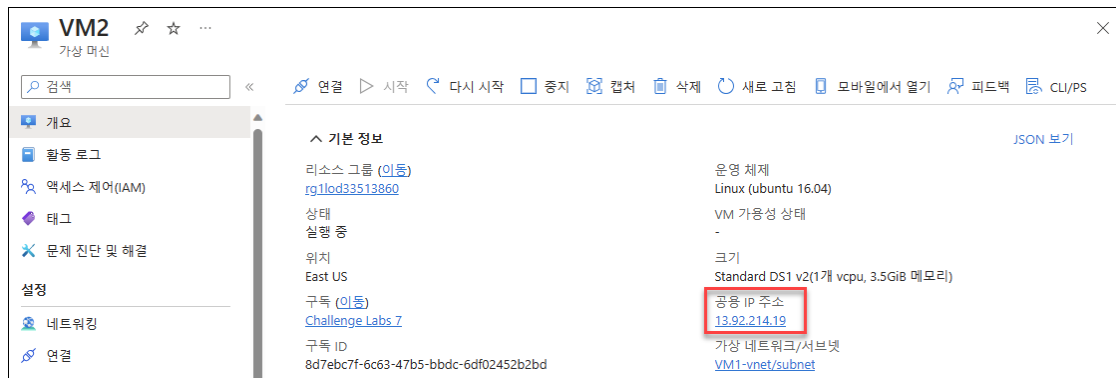 VM2
가상 머신
검색
개요
활동 로그
액세스 제어(IAM)
태그
문제 진단 및 해결
설정
네트워킹
연결
연결 시작 다시 시작 중지 캡처 삭제 새로 고침 모바일에서 열기 피드백 CLI/PS
기본 정보
JSON 보기
리소스 그룹 (이동)
rg1lod33513860
상태
실행 중
위치
East US
구독 (이동)
Challenge Labs 7
구독 ID
8d7ebc7f-6c63-47b5-bbdc-6df02452b2bd
운영 체제
Linux (ubuntu 16.04)
VM 가용성 상태
-
크기
Standard DS1 v2(1개 vcpu, 3.5GiB 메모리)
공용 IP 주소
13.92.214.19
가상 네트워크/서브넷
VM1-vnet/subnet